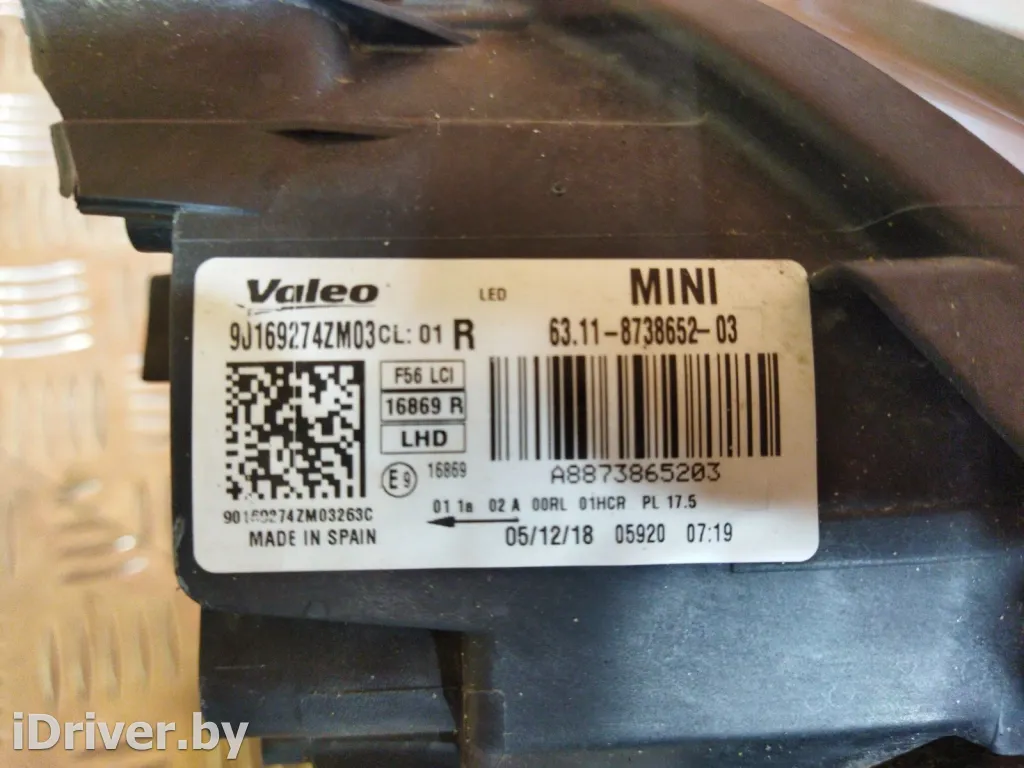 Valeo LED MINI
90169274ZM03 CL: 01 R 63.11-8738652-03
F56 LCI
16869 R
LHD
E9 16869
A8873865203
01 1a 02 A 00RL 01HCR PL 17.5
90169274ZM03263C
MADE IN SPAIN 05/12/18 05920 07:19
iDriver.by